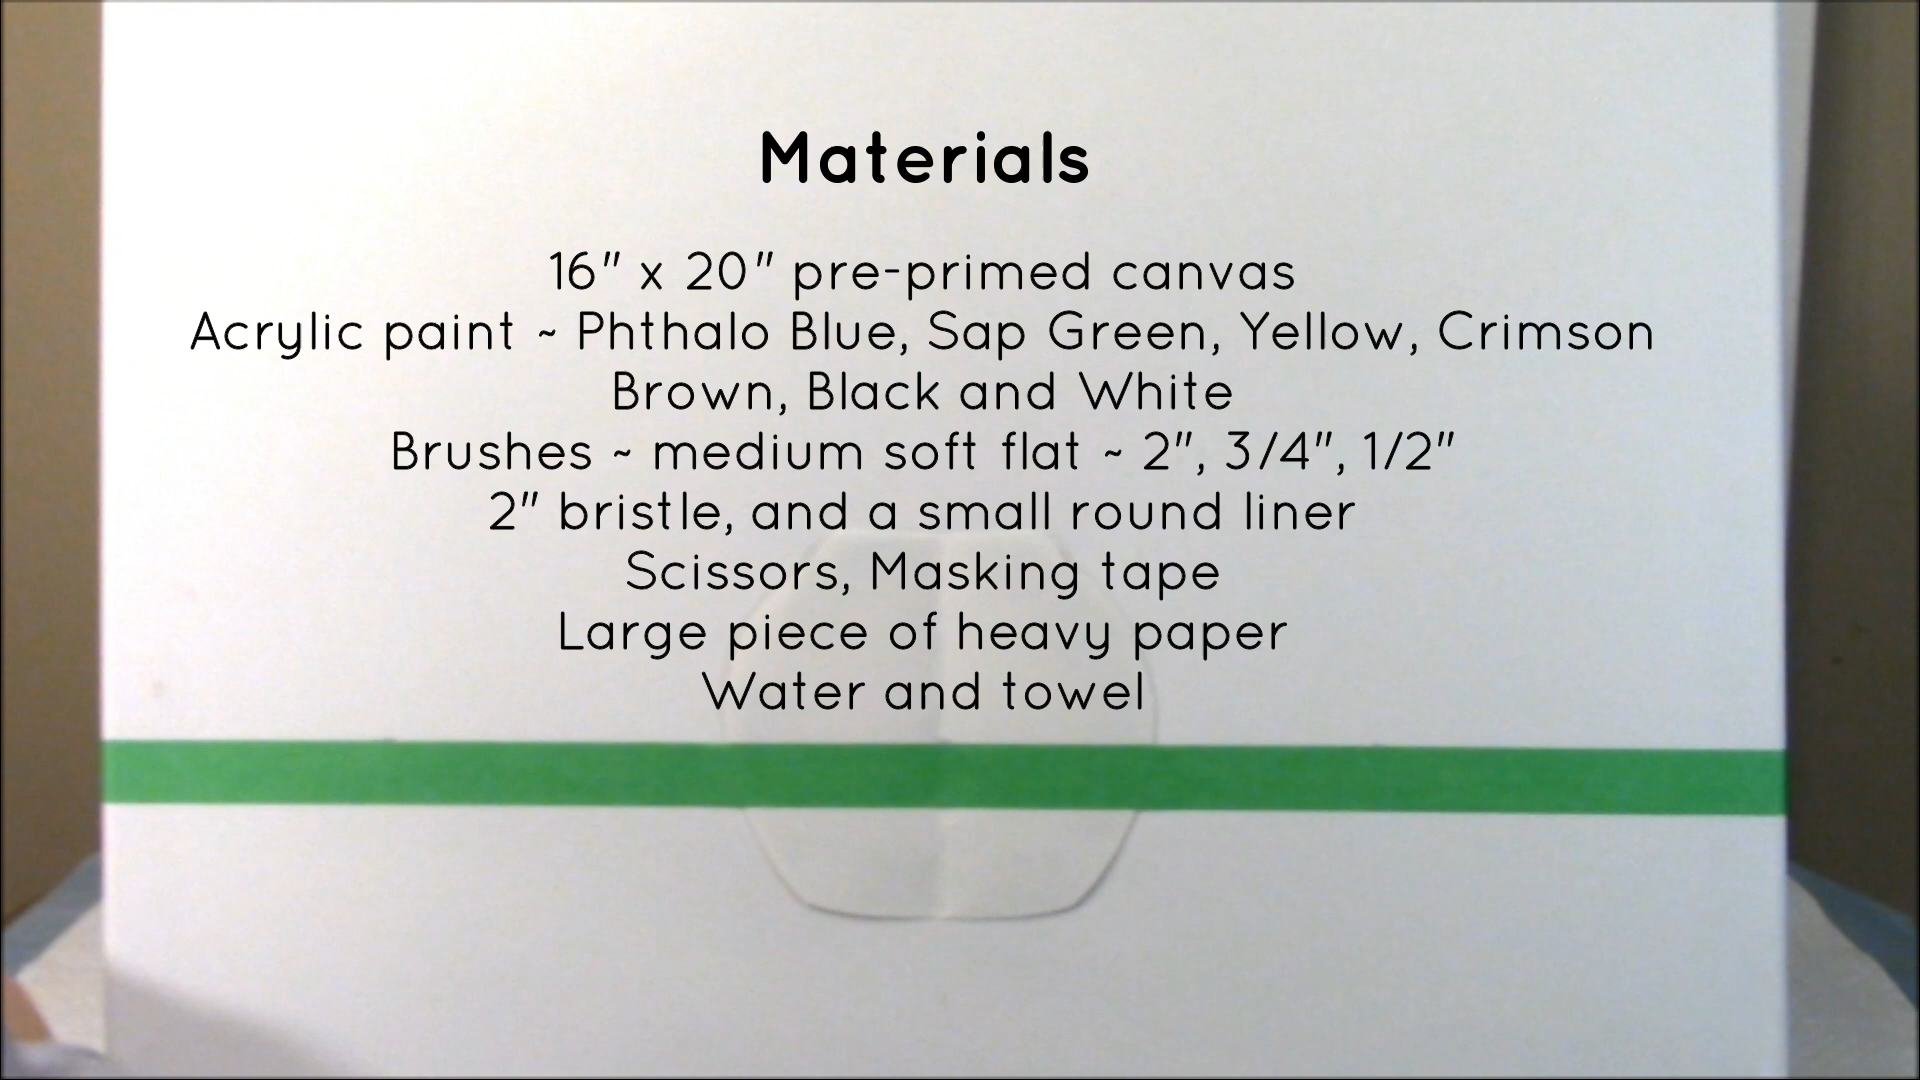 Materials
16" x 20" pre-primed canvas
Acrylic paint ~ Phthalo Blue, Sap Green, Yellow, Crimson
Brown, Black and White
Brushes ~ medium soft flat ~ 2", 3/4", 1/2"
2" bristle, and a small round liner
Scissors, Masking tape
Large piece of heavy paper
Water and towel